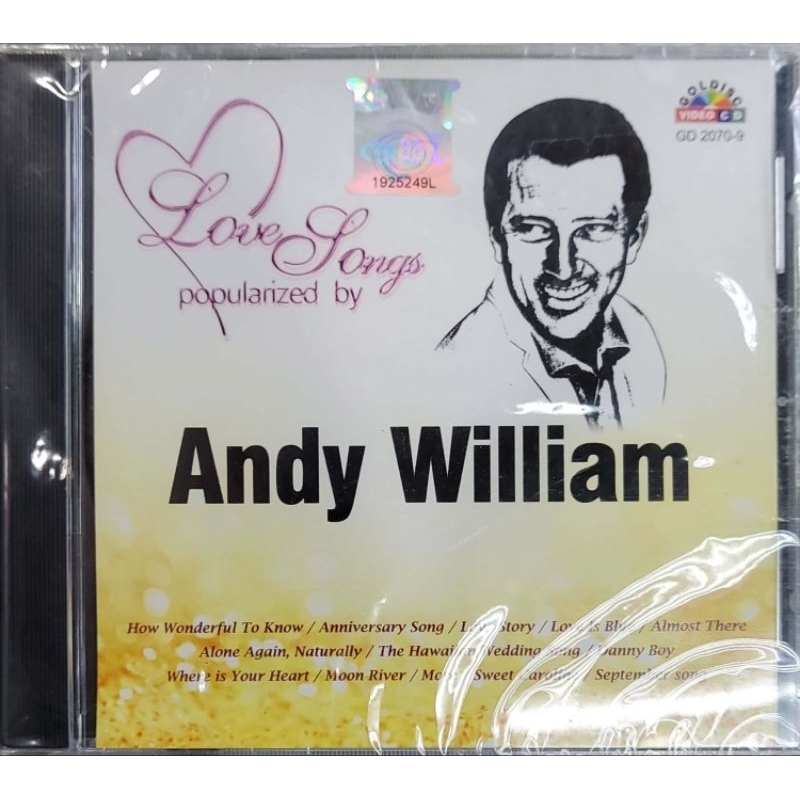 GOLDISC
VIDEO CD
GD 2070-9
1925249L
Love Songs
popularized by
Andy William
How Wonderful To Know / Anniversary Song / Love Story / Love Is Blue / Almost There
Alone Again, Naturally / The Hawaiian Wedding Song / Danny Boy
Where is Your Heart / Moon River / / Sweet Caroline / September song